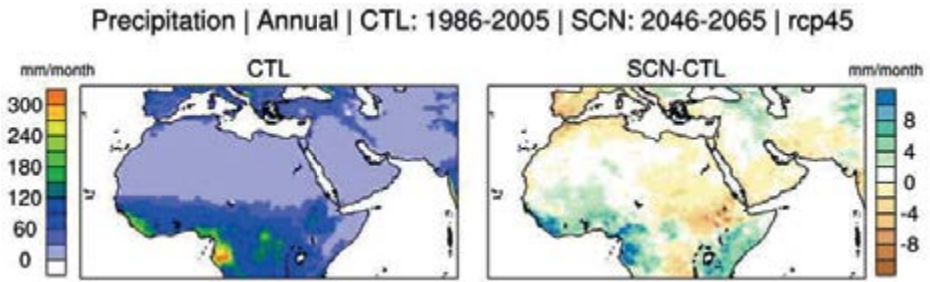 Precipitation | Annual | CTL: 1986-2005 | SCN: 2046-2065 | rcp45
mm/month
CTL
SCN-CTL
mm/month
300
240
180
120
60
0
8
4
0
-4
-8